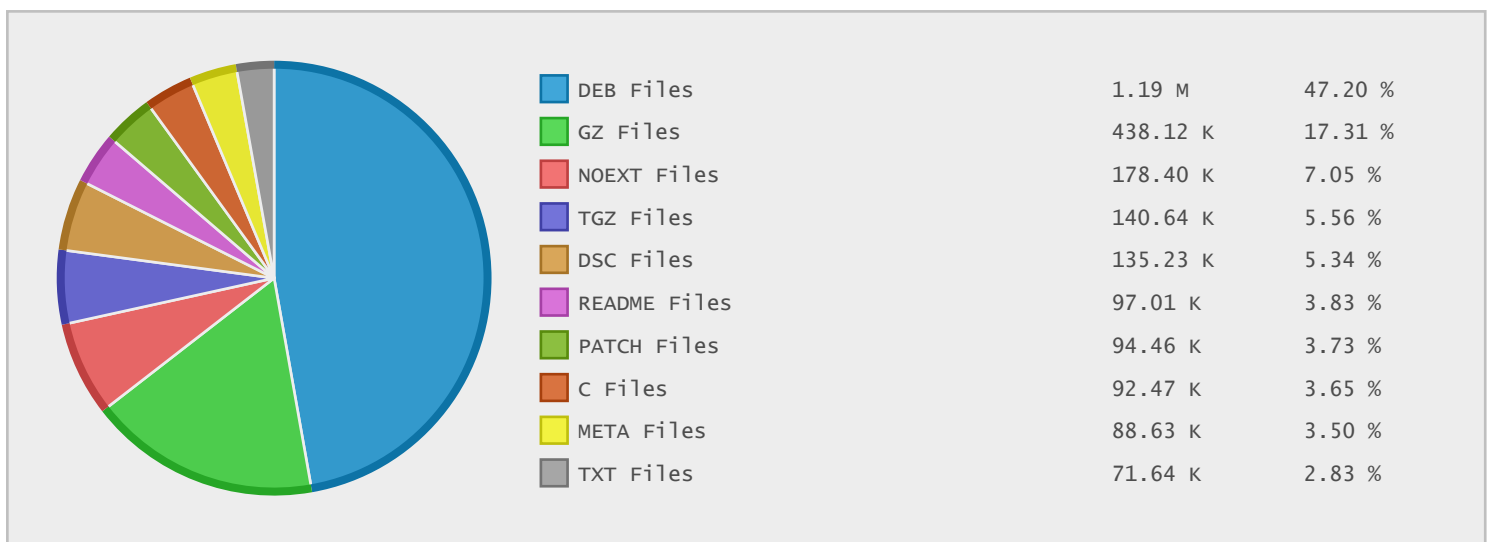 DEB Files 1.19 M 47.20 %
GZ Files 438.12 K 17.31 %
NOEXT Files 178.40 K 7.05 %
TGZ Files 140.64 K 5.56 %
DSC Files 135.23 K 5.34 %
README Files 97.01 K 3.83 %
PATCH Files 94.46 K 3.73 %
C Files 92.47 K 3.65 %
META Files 88.63 K 3.50 %
TXT Files 71.64 K 2.83 %